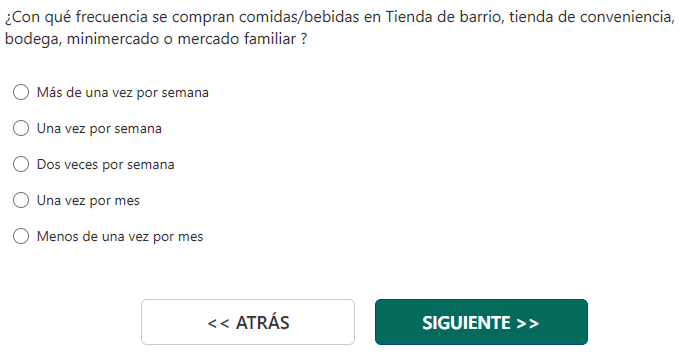 ¿Con qué frecuencia se compran comidas/bebidas en Tienda de barrio, tienda de conveniencia,
bodega, minimercado o mercado familiar ?
Más de una vez por semana
Una vez por semana
Dos veces por semana
Una vez por mes
Menos de una vez por mes
<< ATRÁS
SIGUIENTE >>